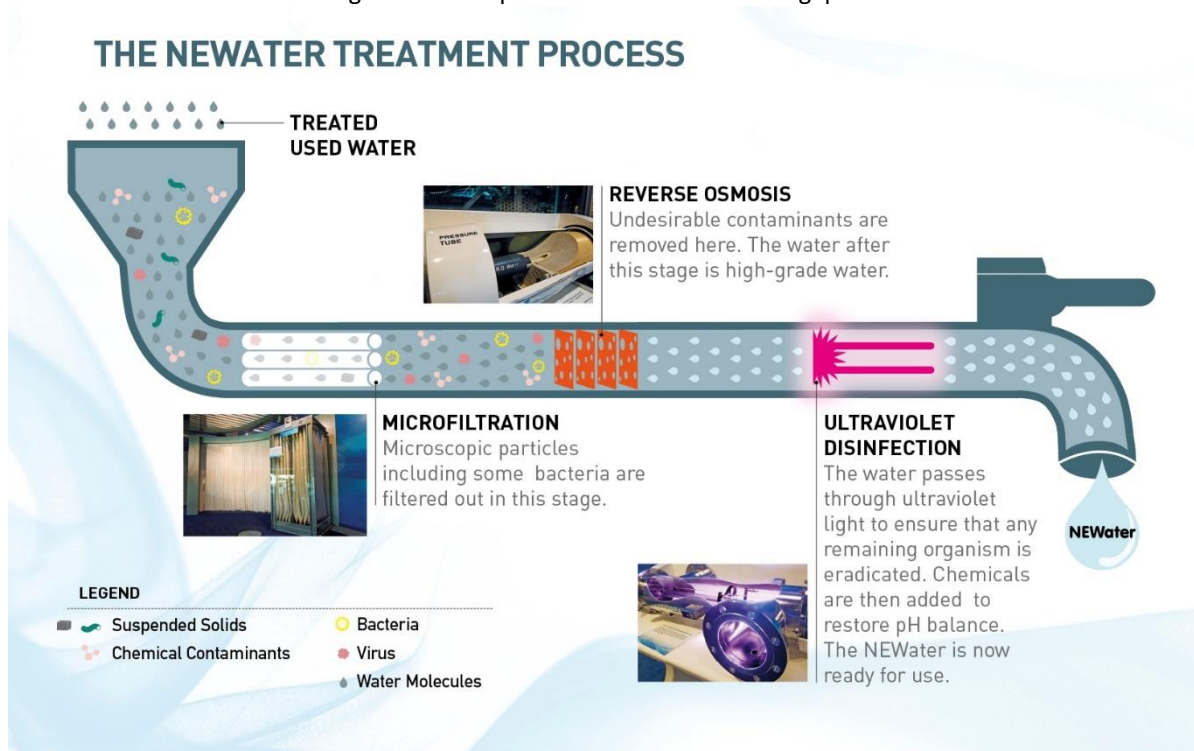 THE NEWATER TREATMENT PROCESS
TREATED
USED WATER
REVERSE OSMOSIS
Undesirable contaminants are
removed here. The water after
this stage is high-grade water.
PRESSURE
TUBE
MICROFILTRATION
Microscopic particles
including some bacteria are
filtered out in this stage.
ULTRAVIOLET
DISINFECTION
The water passes
through ultraviolet
light to ensure that any
remaining organism is
eradicated. Chemicals
are then added to
restore pH balance.
The NEWater is now
ready for use.
NEWater
LEGEND
Suspended Solids
Chemical Contaminants
Bacteria
Virus
Water Molecules